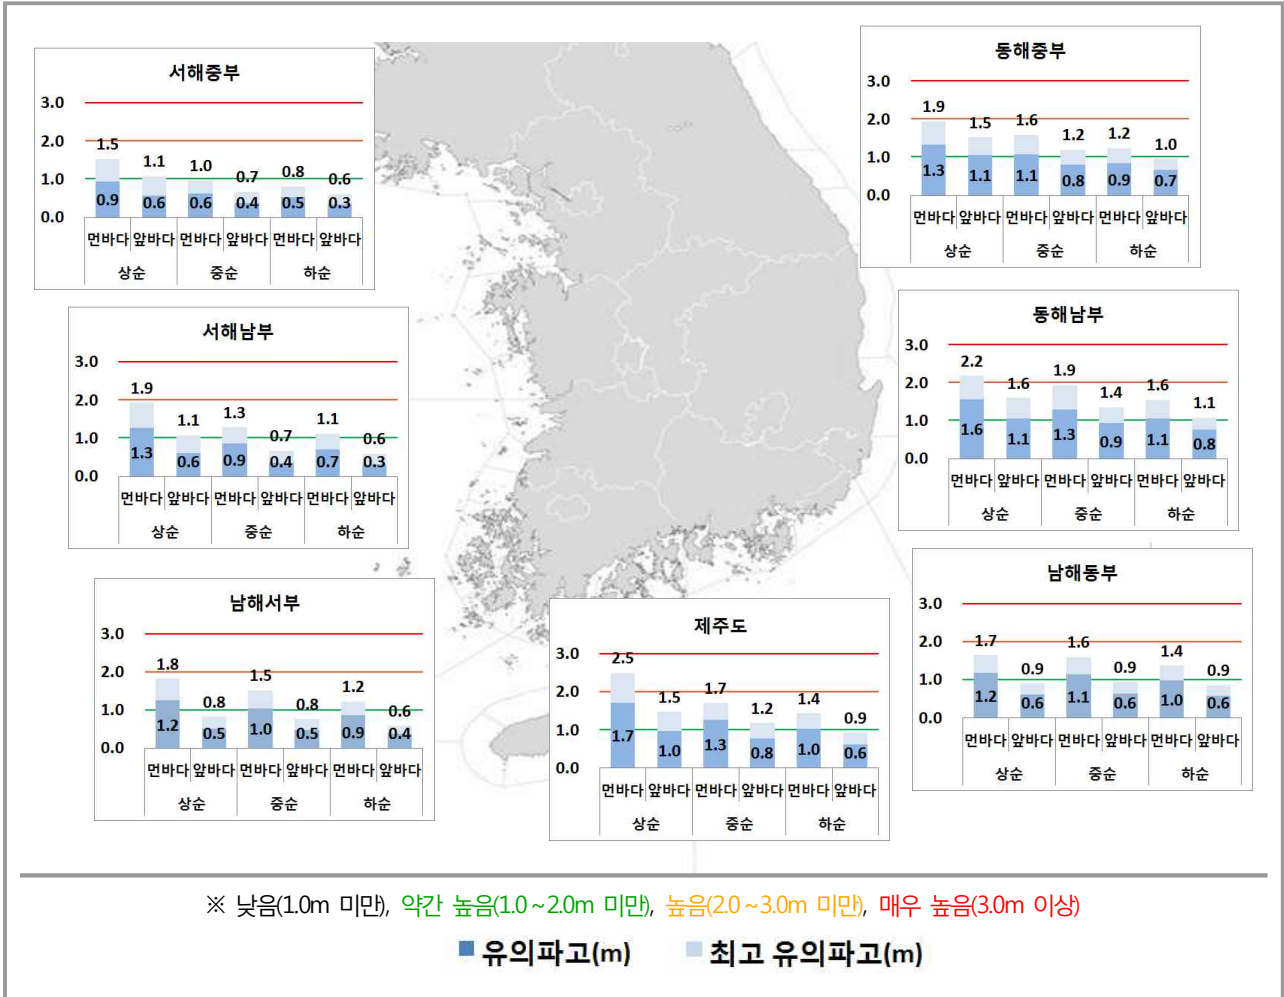 서해중부
3.0
2.0
1.0
0.0
1.5 1.1 1.0 0.7 0.8 0.6
0.9 0.6 0.6 0.4 0.5 0.3
먼바다 앞바다 먼바다 앞바다 먼바다 앞바다
상순 중순 하순
동해중부
3.0
2.0
1.0
0.0
1.9 1.5 1.6 1.2 1.2 1.0
1.3 1.1 1.1 0.8 0.9 0.7
먼바다 앞바다 먼바다 앞바다 먼바다 앞바다
상순 중순 하순
서해남부
3.0
2.0
1.0
0.0
1.9 1.1 1.3 0.7 1.1 0.6
1.3 0.6 0.9 0.4 0.7 0.3
먼바다 앞바다 먼바다 앞바다 먼바다 앞바다
상순 중순 하순
동해남부
3.0
2.0
1.0
0.0
2.2 1.6 1.9 1.4 1.6 1.1
1.6 1.1 1.3 0.9 1.1 0.8
먼바다 앞바다 먼바다 앞바다 먼바다 앞바다
상순 중순 하순
남해서부
3.0
2.0
1.0
0.0
1.8 0.8 1.5 0.8 1.2 0.6
1.2 0.5 1.0 0.5 0.9 0.4
먼바다 앞바다 먼바다 앞바다 먼바다 앞바다
상순 중순 하순
제주도
3.0
2.0
1.0
0.0
2.5 1.5 1.7 1.2 1.4 0.9
1.7 1.0 1.3 0.8 1.0 0.6
먼바다 앞바다 먼바다 앞바다 먼바다 앞바다
상순 중순 하순
남해동부
3.0
2.0
1.0
0.0
1.7 0.9 1.6 0.9 1.4 0.9
1.2 0.6 1.1 0.6 1.0 0.6
먼바다 앞바다 먼바다 앞바다 먼바다 앞바다
상순 중순 하순
※ 낮음(1.0m 미만), 약간 높음(1.0~2.0m 미만), 높음(2.0~3.0m 미만), 매우 높음(3.0m 이상)
유의파고(m) 최고 유의파고(m)